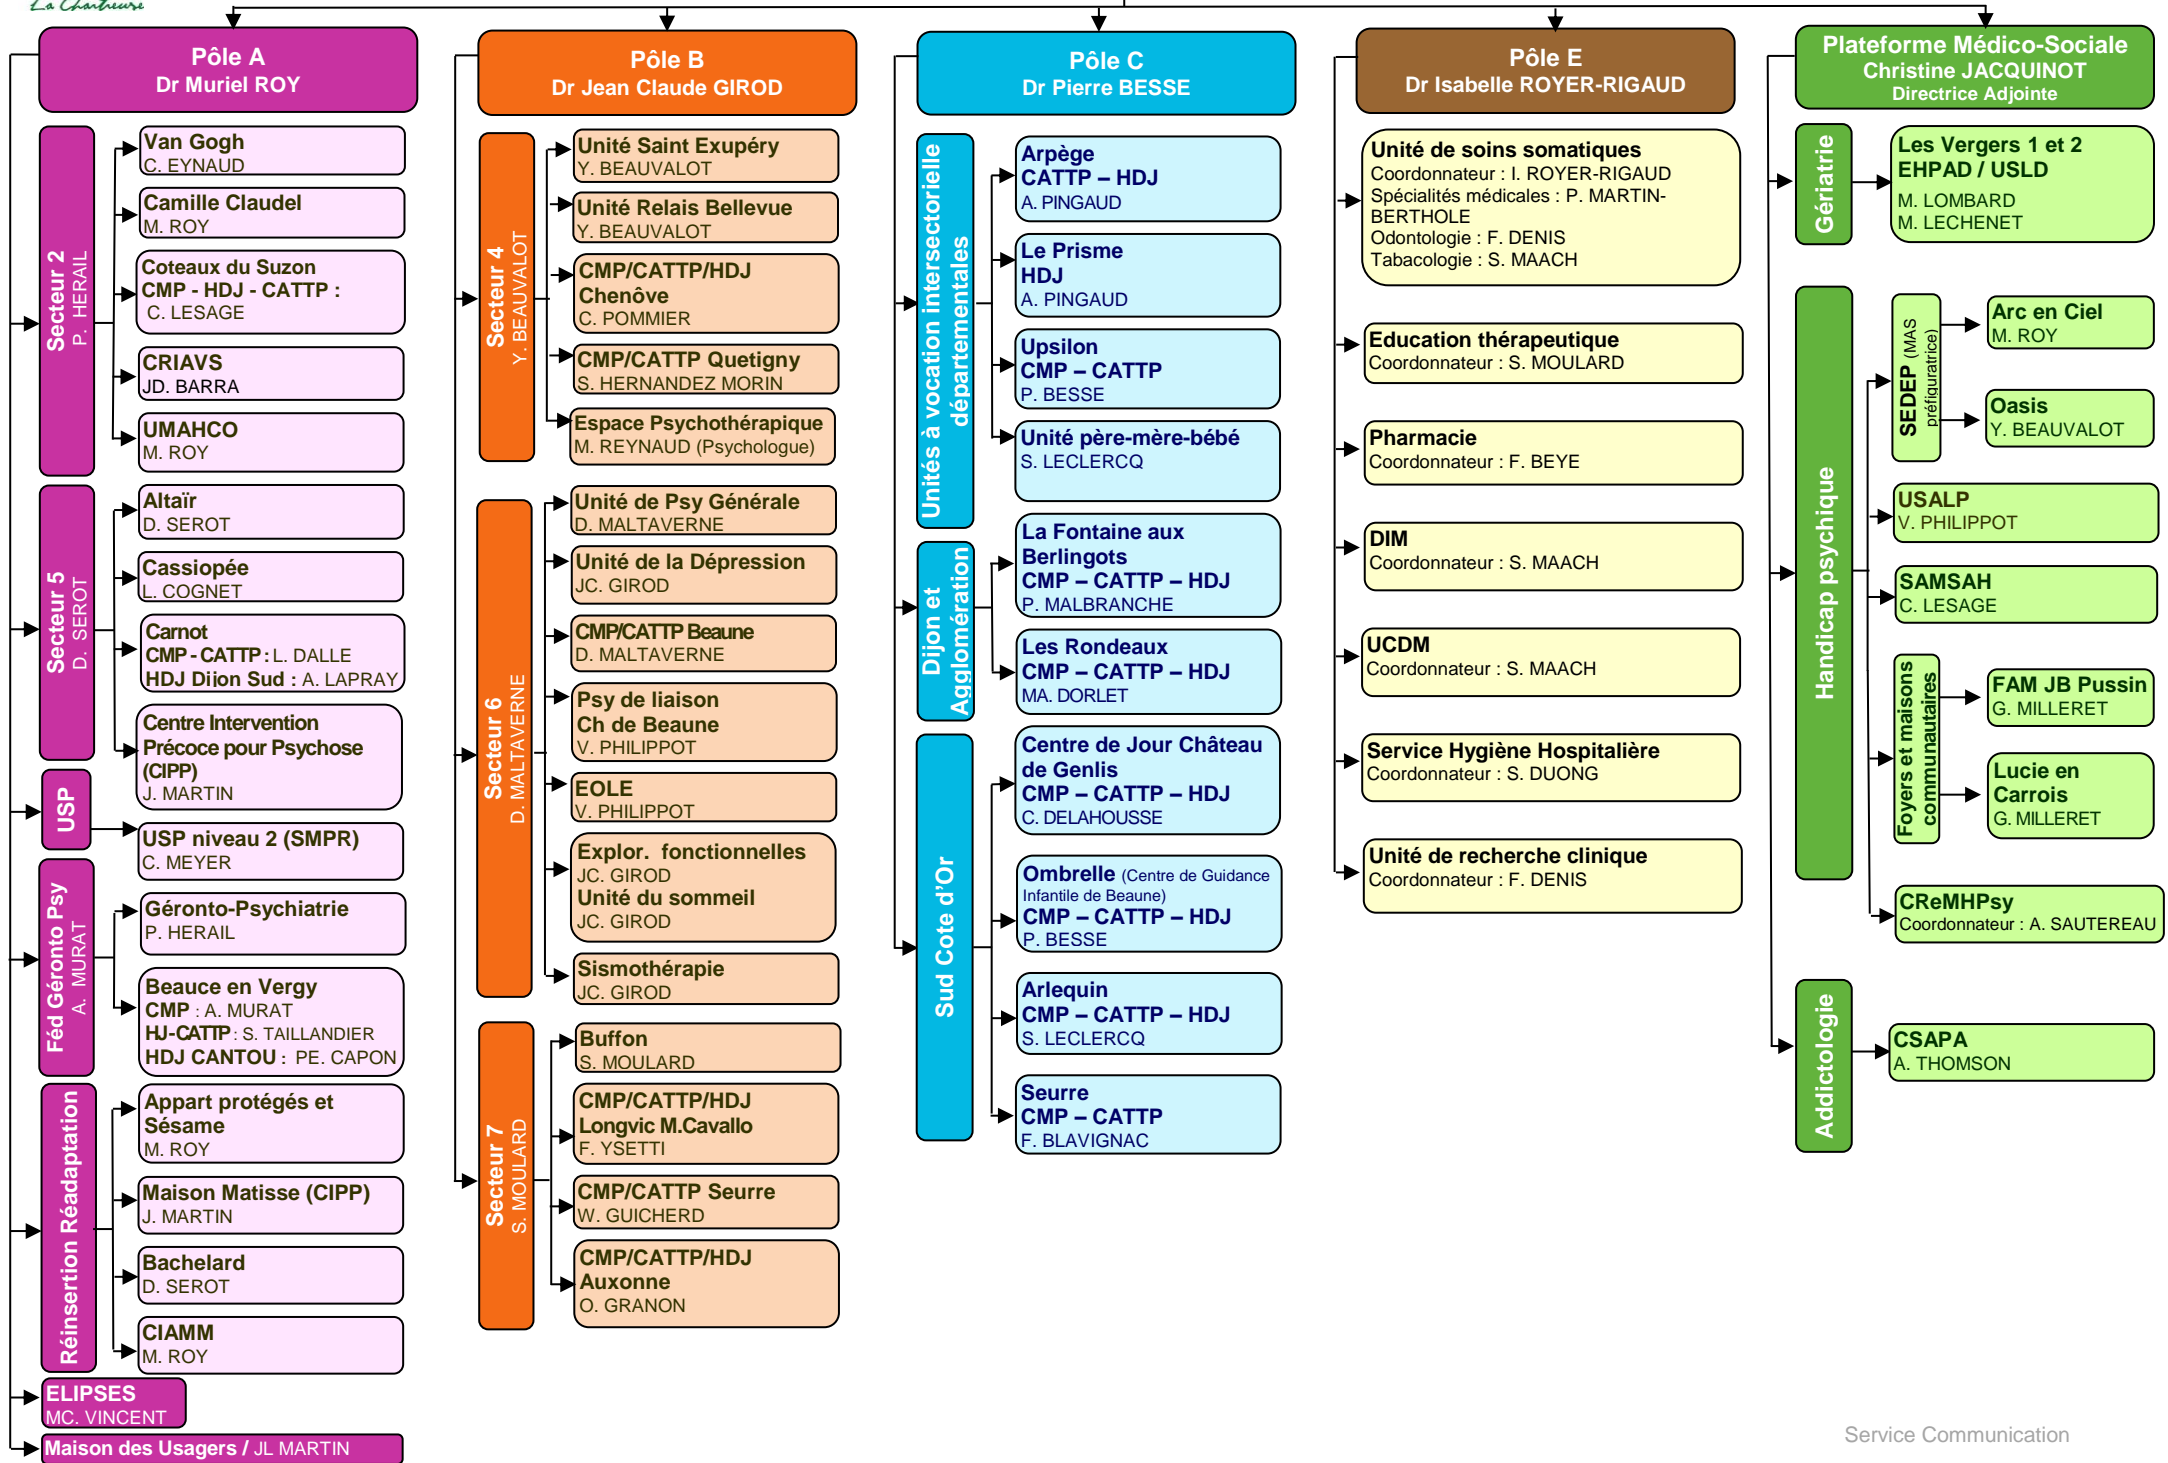 La Chartreuse
Pôle A
Dr Muriel ROY
Secteur 2
P. HERAIL
Van Gogh
C. EYNAUD
Camille Claudel
M. ROY
Coteaux du Suzon
CMP - HDJ - CATTP :
C. LESAGE
CRIAVS
JD. BARRA
UMAHCO
M. ROY
Secteur 5
D. SEROT
Altaïr
D. SEROT
Cassiopée
L. COGNET
Carnot
CMP - CATTP : L. DALLE
HDJ Dijon Sud : A. LAPRAY
Centre Intervention
Précoce pour Psychose
(CIPP)
J. MARTIN
USP
USP niveau 2 (SMPR)
C. MEYER
Féd Géronto Psy
A. MURAT
Géronto-Psychiatrie
P. HERAIL
Beauce en Vergy
CMP : A. MURAT
HJ-CATTP : S. TAILLANDIER
HDJ CANTOU : PE. CAPON
Réinsertion Réadaptation
Appart protégés et
Sésame
M. ROY
Maison Matisse (CIPP)
J. MARTIN
Bachelard
D. SEROT
CIAMM
M. ROY
ELIPSES
MC. VINCENT
Maison des Usagers / JL MARTIN
Pôle B
Dr Jean Claude GIROD
Secteur 4
Y. BEAUVALOT
Unité Saint Exupéry
Y. BEAUVALOT
Unité Relais Bellevue
Y. BEAUVALOT
CMP/CATTP/HDJ
Chenôve
C. POMMIER
CMP/CATTP Quetigny
S. HERNANDEZ MORIN
Espace Psychothérapique
M. REYNAUD (Psychologue)
Secteur 6
D. MALTAVERNE
Unité de Psy Générale
D. MALTAVERNE
Unité de la Dépression
JC. GIROD
CMP/CATTP Beaune
D. MALTAVERNE
Psy de liaison
Ch de Beaune
V. PHILIPPOT
EOLE
V. PHILIPPOT
Explor. fonctionnelles
JC. GIROD
Unité du sommeil
JC. GIROD
Sismothérapie
JC. GIROD
Secteur 7
S. MOULARD
Buffon
S. MOULARD
CMP/CATTP/HDJ
Longvic M.Cavallo
F. YSETTI
CMP/CATTP Seurre
W. GUICHERD
CMP/CATTP/HDJ
Auxonne
O. GRANON
Pôle C
Dr Pierre BESSE
Unités à vocation intersectorielle
départementales
Arpège
CATTP – HDJ
A. PINGAUD
Le Prisme
HDJ
A. PINGAUD
Upsilon
CMP – CATTP
P. BESSE
Unité père-mère-bébé
S. LECLERCQ
Dijon et
Agglomération
La Fontaine aux
Berlingots
CMP – CATTP – HDJ
P. MALBRANCHE
Les Rondeaux
CMP – CATTP – HDJ
MA. DORLET
Sud Cote d'Or
Centre de Jour Château
de Genlis
CMP – CATTP – HDJ
C. DELAHOUSSE
Ombrelle (Centre de Guidance
Infantile de Beaune)
CMP – CATTP – HDJ
P. BESSE
Arlequin
CMP – CATTP – HDJ
S. LECLERCQ
Seurre
CMP – CATTP
F. BLAVIGNAC
Pôle E
Dr Isabelle ROYER-RIGAUD
Unité de soins somatiques
Coordonnateur : I. ROYER-RIGAUD
Spécialités médicales : P. MARTIN-
BERTHOLE
Odontologie : F. DENIS
Tabacologie : S. MAACH
Education thérapeutique
Coordonnateur : S. MOULARD
Pharmacie
Coordonnateur : F. BEYE
DIM
Coordonnateur : S. MAACH
UCDM
Coordonnateur : S. MAACH
Service Hygiène Hospitalière
Coordonnateur : S. DUONG
Unité de recherche clinique
Coordonnateur : F. DENIS
Plateforme Médico-Sociale
Christine JACQUINOT
Directrice Adjointe
Gériatrie
Les Vergers 1 et 2
EHPAD / USLD
M. LOMBARD
M. LECHENET
Handicap psychique
SEDEP (MAS
préfiguratrice)
Arc en Ciel
M. ROY
Oasis
Y. BEAUVALOT
USALP
V. PHILIPPOT
SAMSAH
C. LESAGE
Foyers et maisons
communautaires
FAM JB Pussin
G. MILLERET
Lucie en
Carrois
G. MILLERET
CReMHPsy
Coordonnateur : A. SAUTEREAU
Addictologie
CSAPA
A. THOMSON
Service Communication